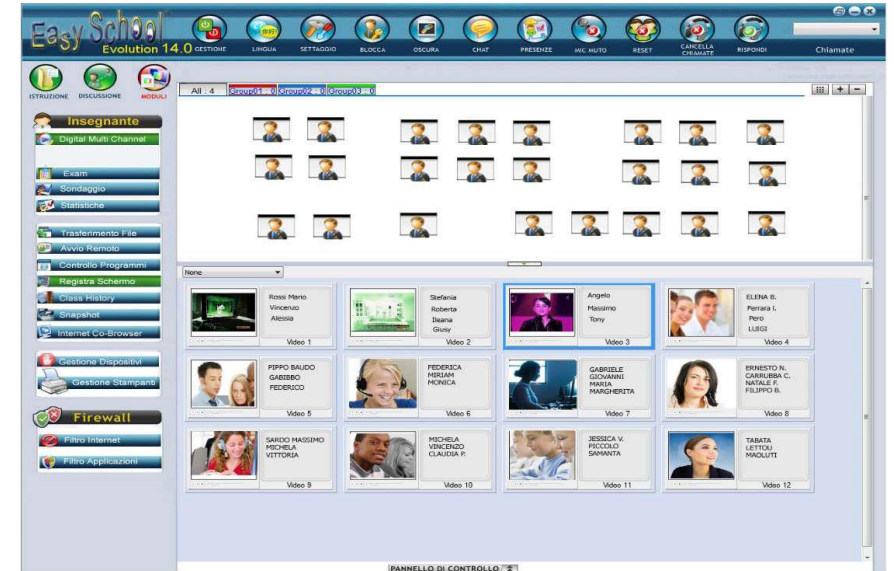 Easy School
Evolution 14.0
GESTIONE
LINGUA
SETTAGGIO
BLOCCA
OSCURA
CHAT
PRESENZE
MIC MUTO
RESET
CANCELLA
CHIAMATE
RISPONDI
Chiamate
ISTRUZIONE
DISCUSSIONE
MODULI
All : 4
Group01 : 0
Group02 : 0
Group03 : 0
Insegnante
Digital Multi Channel
Exam
Sondaggio
Statistiche
Trasferimento File
Avvio Remoto
Controllo Programmi
Registra Schermo
Class History
Snapshot
Internet Co-Browser
Gestione Dispositivi
Gestione Stampanti
Firewall
Filtro Internet
Filtro Applicazioni
None
Rossi Mario
Vincenzo
Alessia
Video 1
Stefania
Roberta
Ileana
Giusy
Video 2
Angelo
Massimo
Tony
Video 3
ELENA B.
Ferrara I.
Pero
LUIGI
Video 4
PIPPO BAUDO
GABIBBO
FEDERICO
Video 5
FEDERICA
MIRIAM
MONICA
Video 6
GABRIELE
GIOVANNI
MARIA
MARGHERITA
Video 7
ERNESTO N.
CARRUBBA C.
NATALE F.
FILIPPO B.
Video 8
SARDO MASSIMO
MICHELA
VITTORIA
Video 9
MICHELA
VINCENZO
CLAUDIA P.
Video 10
JESSICA V.
PICCOLO
SAMANTA
Video 11
TABATA
LETTOU
MAOLUTI
Video 12
PANNELLO DI CONTROLLO